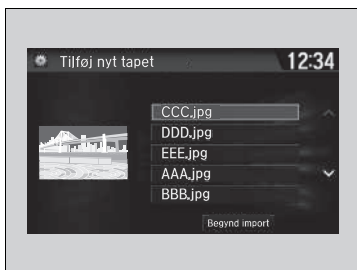 Tilføj nyt tapet
12:34
CCC.jpg
DDD.jpg
EEE.jpg
AAA.jpg
BBB.jpg
Begynd import